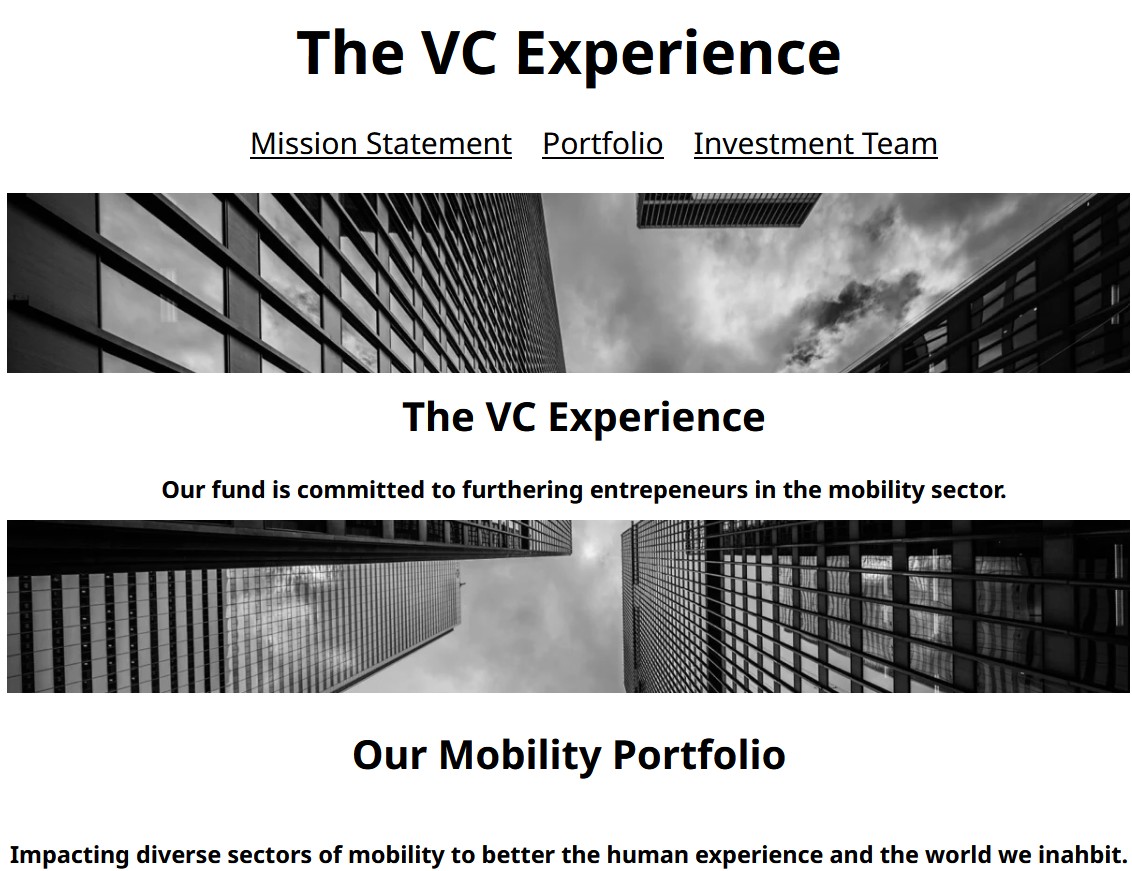 The VC Experience
Mission Statement Portfolio Investment Team
The VC Experience
Our fund is committed to furthering entrepeneurs in the mobility sector.
Our Mobility Portfolio
Impacting diverse sectors of mobility to better the human experience and the world we inahbit.